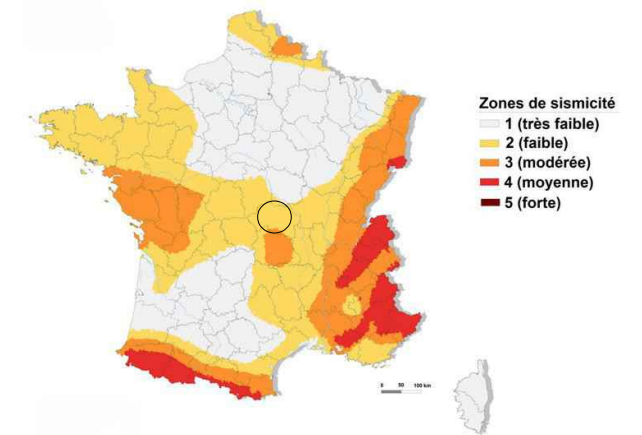 Zones de sismicité
1 (très faible)
2 (faible)
3 (modérée)
4 (moyenne)
5 (forte)
0 50 100 km